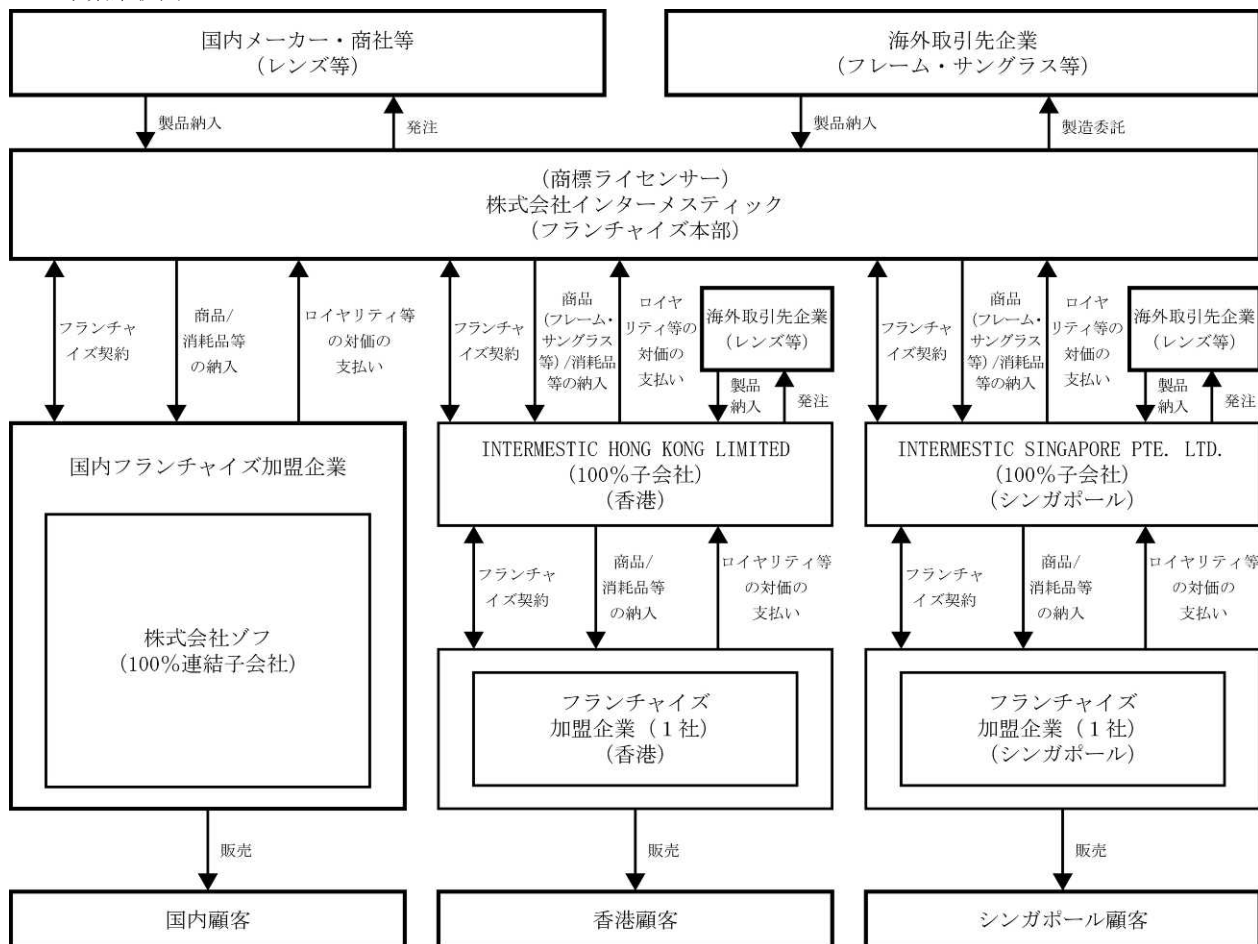 国内メーカー・商社等
(レンズ等)
海外取引先企業
(フレーム・サングラス等)
製品納入
発注
製品納入
製造委託
(商標ライセンサー)
株式会社インターメスティック
(フランチャイズ本部)
フランチャ
イズ契約
商品/
消耗品等
の納入
ロイヤリティ等
の対価の
支払い
フランチャ
イズ契約
商品
(フレーム・
サングラス
等)/消耗品
等の納入
ロイヤ
リティ等の
対価の
支払い
海外取引先企業
(レンズ等)
製品
納入
発注
フランチャ
イズ契約
商品
(フレーム・
サングラス
等)/消耗品
等の納入
ロイヤ
リティ等の
対価の
支払い
海外取引先企業
(レンズ等)
製品
納入
発注
国内フランチャイズ加盟企業
株式会社ゾフ
(100%連結子会社)
INTERMESTIC HONG KONG LIMITED
(100%子会社)
(香港)
INTERMESTIC SINGAPORE PTE. LTD.
(100%子会社)
(シンガポール)
フランチャ
イズ契約
商品/
消耗品等
の納入
ロイヤリティ等
の対価の
支払い
フランチャ
イズ契約
商品/
消耗品等
の納入
ロイヤリティ等
の対価の
支払い
フランチャイズ
加盟企業(1社)
(香港)
フランチャイズ
加盟企業(1社)
(シンガポール)
販売
販売
販売
国内顧客
香港顧客
シンガポール顧客